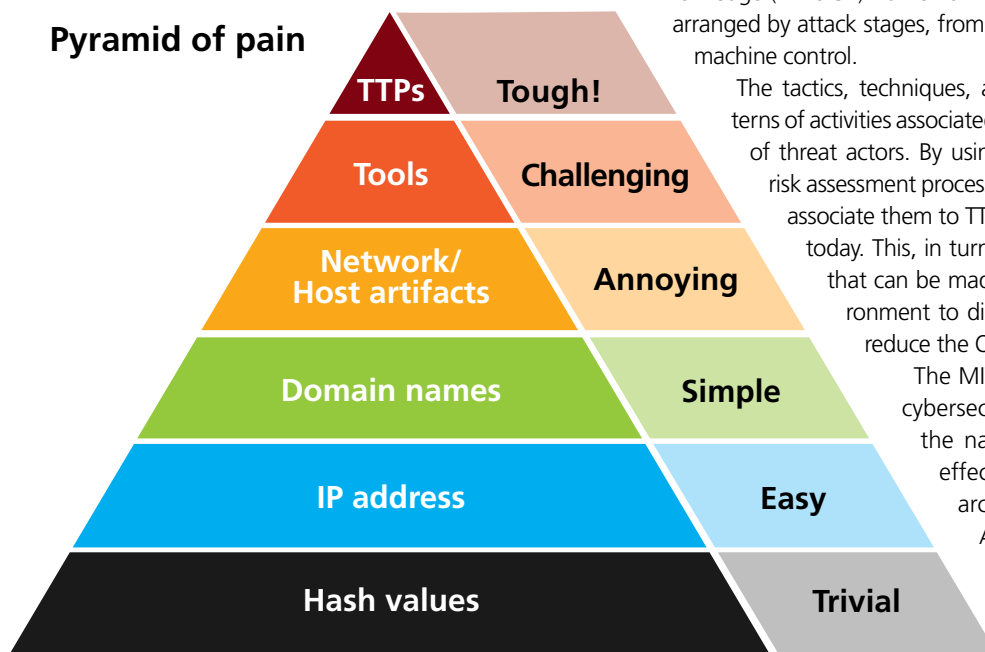 Pyramid of pain
TTPs
Tough!
Tools
Challenging
Network/
Host artifacts
Annoying
Domain names
Simple
IP address
Easy
Hash values
Trivial
arranged by attack stages, from
machine control.
The tactics, techniques, a
terns of activities associated
of threat actors. By usin
risk assessment proces
associate them to TT
today. This, in turn
that can be mad
ronment to di
reduce the C
The MI
cybersec
the na
effec
arc
A